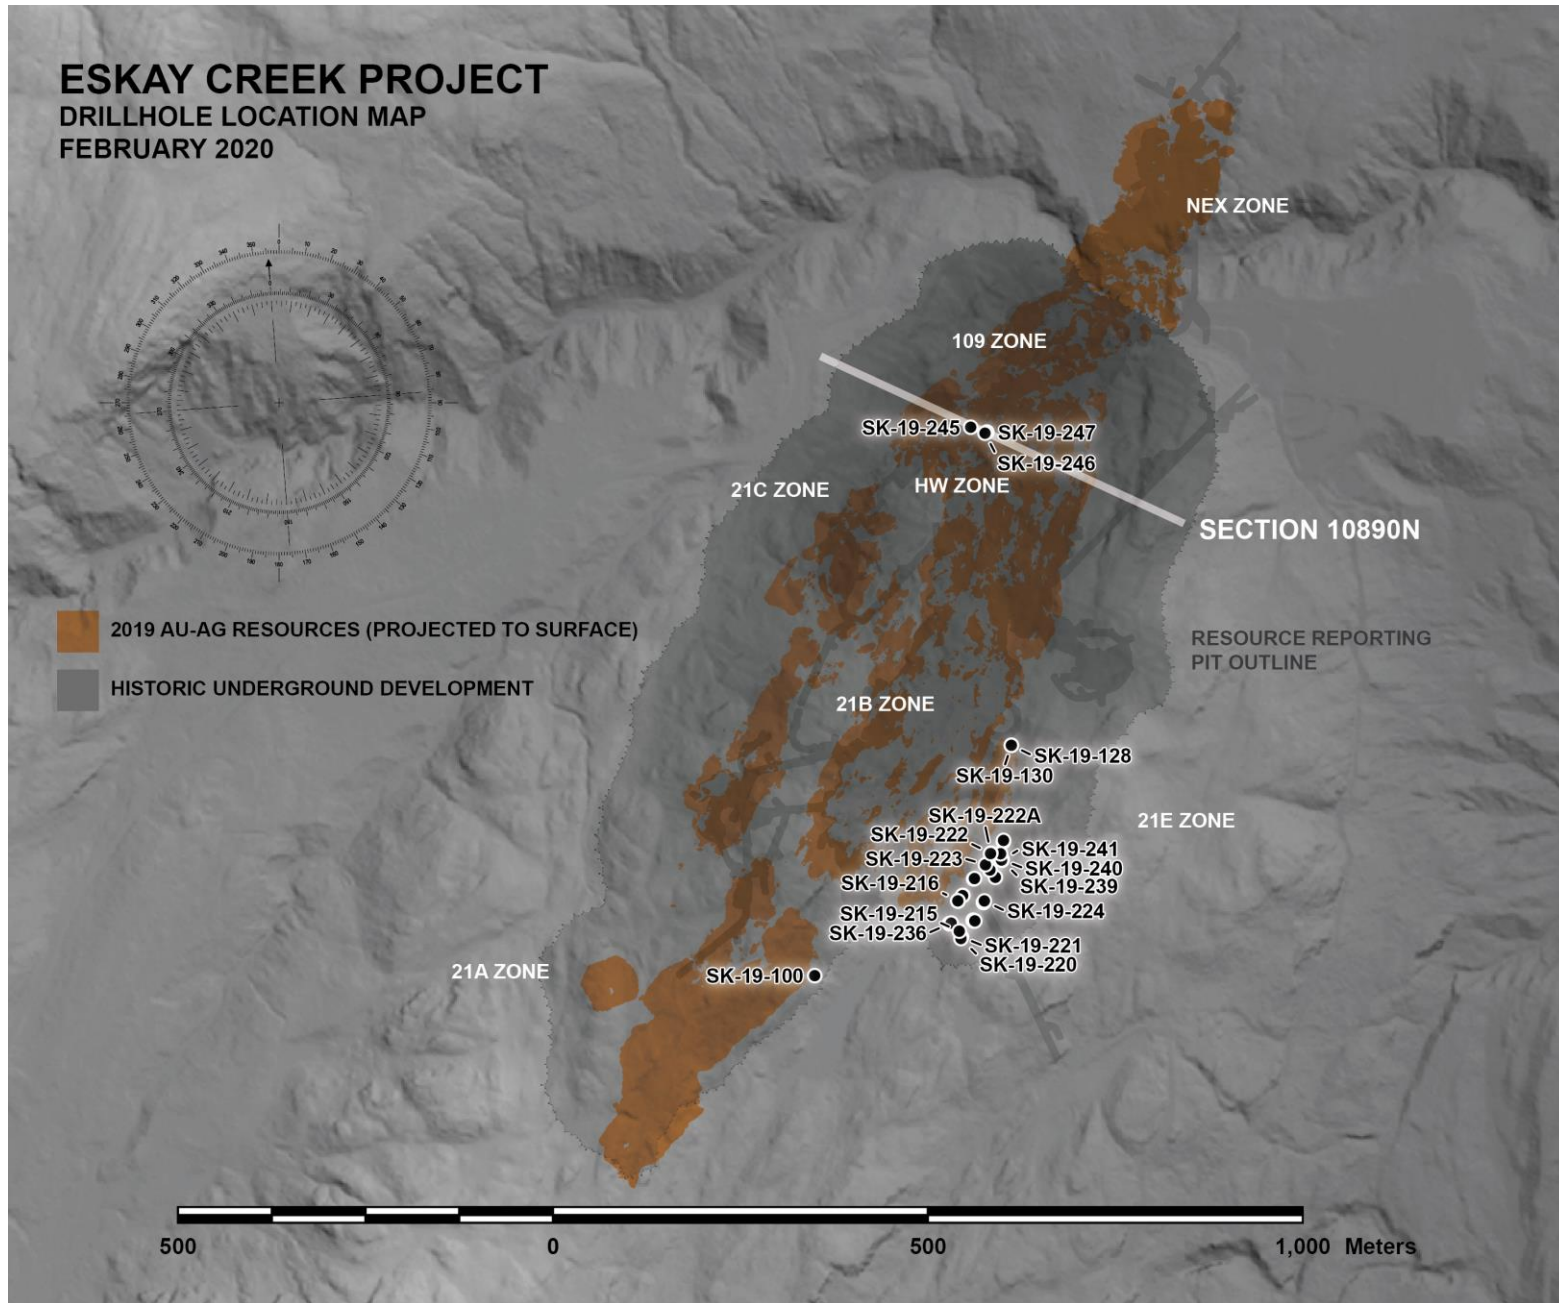 ESKAY CREEK PROJECT
DRILLHOLE LOCATION MAP
FEBRUARY 2020
NEX ZONE
109 ZONE
SK-19-245
SK-19-247
SK-19-246
HW ZONE
21C ZONE
SECTION 10890N
2019 AU-AG RESOURCES (PROJECTED TO SURFACE)
HISTORIC UNDERGROUND DEVELOPMENT
RESOURCE REPORTING
PIT OUTLINE
21B ZONE
SK-19-128
SK-19-130
21E ZONE
SK-19-222A
SK-19-222
SK-19-241
SK-19-223
SK-19-240
SK-19-216
SK-19-239
SK-19-215
SK-19-224
SK-19-236
SK-19-221
SK-19-220
21A ZONE
SK-19-100
500
0
500
1,000 Meters